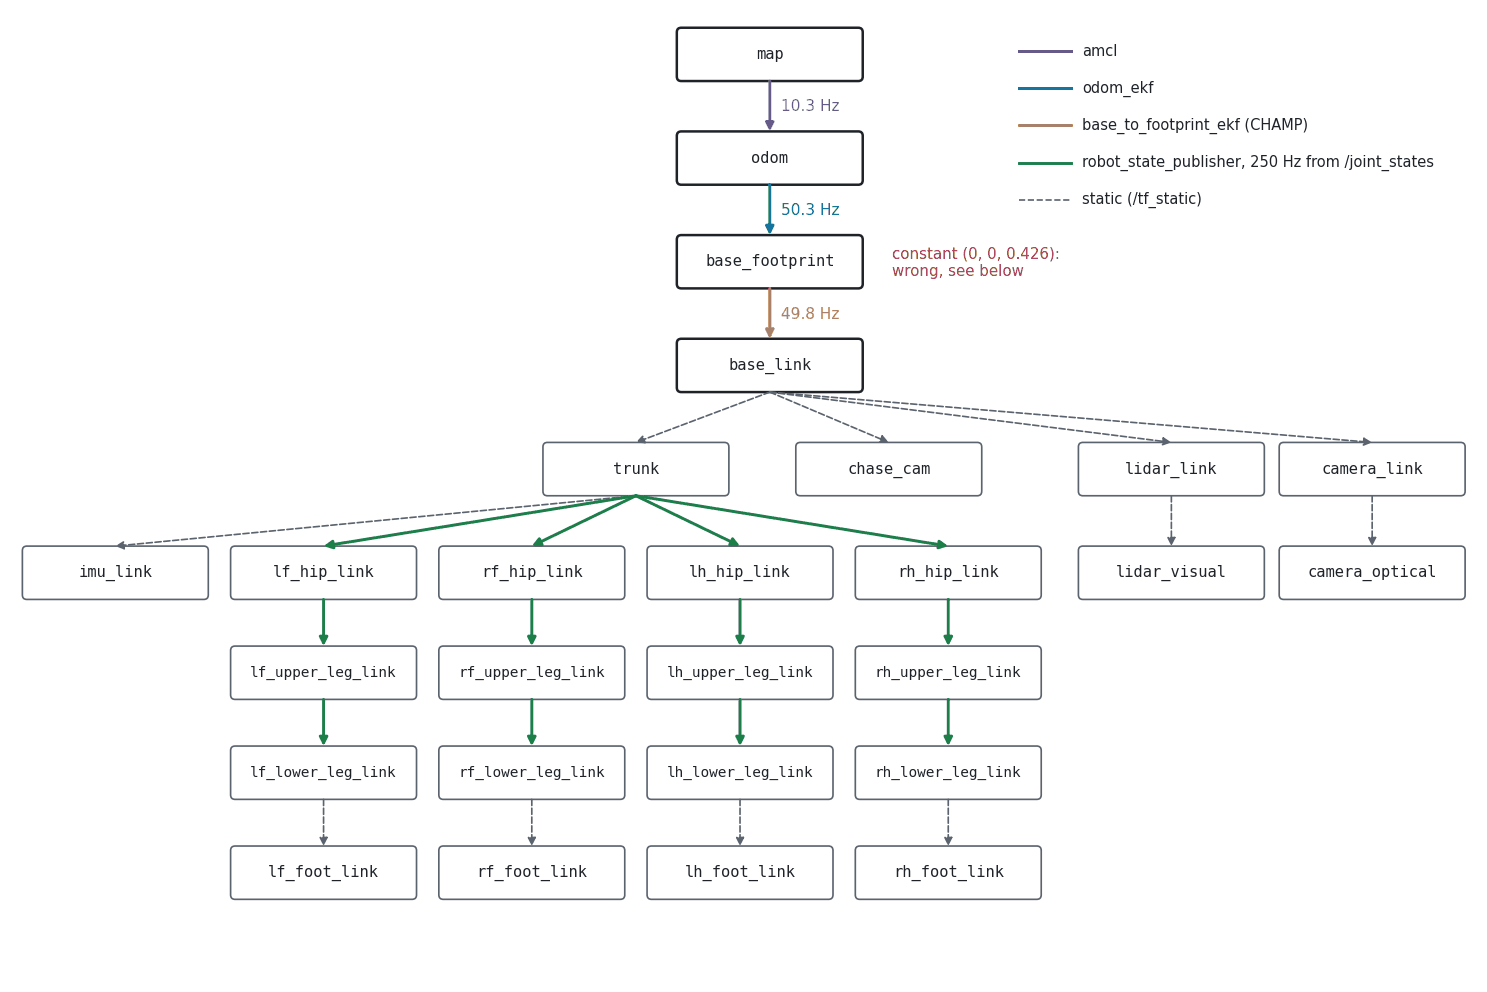 map
amcl
odom_ekf
10.3 Hz
base_to_footprint_ekf (CHAMP)
odom
robot_state_publisher, 250 Hz from /joint_states
static (/tf_static)
50.3 Hz
base_footprint
constant (0, 0, 0.426):
wrong, see below
49.8 Hz
base_link
trunk
chase_cam
lidar_link
camera_link
imu_link
lf_hip_link
rf_hip_link
lh_hip_link
rh_hip_link
lidar_visual
camera_optical
lf_upper_leg_link
rf_upper_leg_link
lh_upper_leg_link
rh_upper_leg_link
lf_lower_leg_link
rf_lower_leg_link
lh_lower_leg_link
rh_lower_leg_link
lf_foot_link
rf_foot_link
lh_foot_link
rh_foot_link